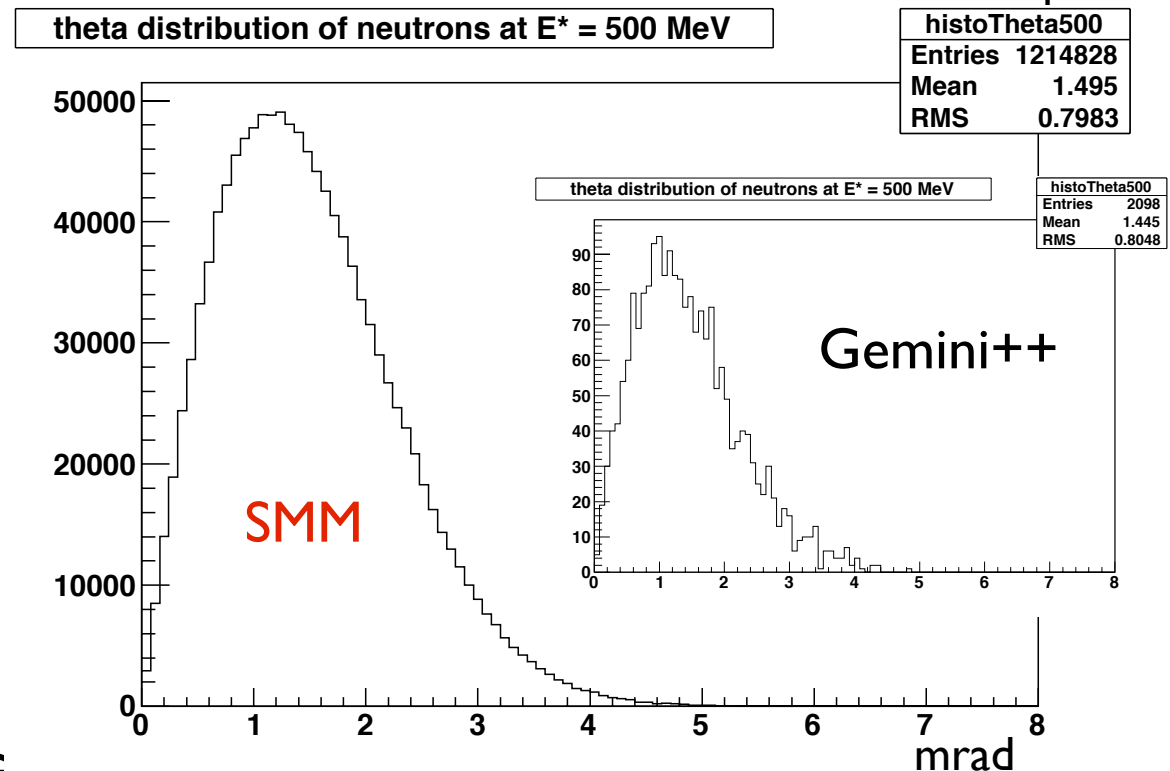 theta distribution of neutrons at E* = 500 MeV
histoTheta500
Entries 1214828
Mean 1.495
RMS 0.7983
50000
40000
30000
20000
10000
0
0 1 2 3 4 5 6 7 8
mrad
SMM
theta distribution of neutrons at E* = 500 MeV
histoTheta500
Entries 2098
Mean 1.445
RMS 0.8048
90
80
70
60
50
40
30
20
10
0
0 1 2 3 4 5 6 7 8
Gemini++